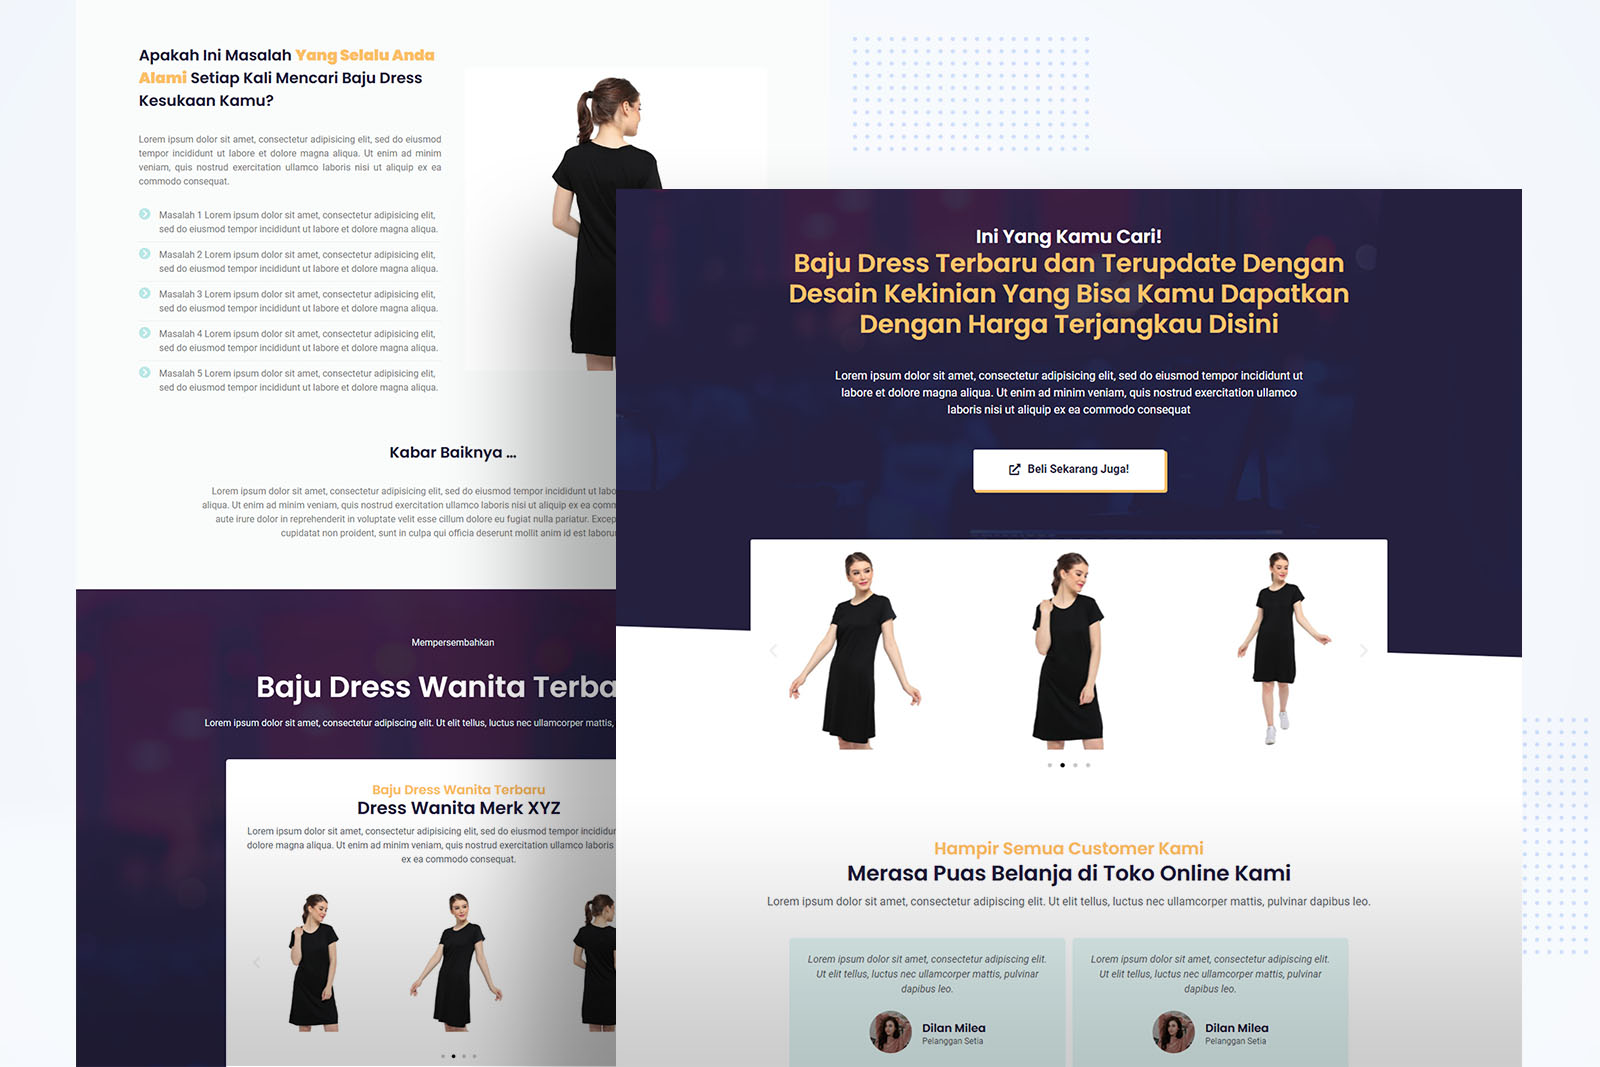 Apakah Ini Masalah Yang Selalu Anda
Alami Setiap Kali Mencari Baju Dress
Kesukaan Kamu?
Lorem ipsum dolor sit amet, consectetur adipisicing elit, sed do eiusmod
tempor incididunt ut labore et dolore magna aliqua. Ut enim ad minim
veniam, quis nostrud exercitation ullamco laboris nisi ut aliquip ex ea
commodo consequat.
Masalah 1 Lorem ipsum dolor sit amet, consectetur adipisicing elit,
sed do eiusmod tempor incididunt ut labore et dolore magna aliqua.
Masalah 2 Lorem ipsum dolor sit amet, consectetur adipisicing elit,
sed do eiusmod tempor incididunt ut labore et dolore magna aliqua.
Masalah 3 Lorem ipsum dolor sit amet, consectetur adipisicing elit,
sed do eiusmod tempor incididunt ut labore et dolore magna aliqua.
Masalah 4 Lorem ipsum dolor sit amet, consectetur adipisicing elit,
sed do eiusmod tempor incididunt ut labore et dolore magna aliqua.
Masalah 5 Lorem ipsum dolor sit amet, consectetur adipisicing elit,
sed do eiusmod tempor incididunt ut labore et dolore magna aliqua.
Kabar Baiknya ...
Lorem ipsum dolor sit amet, consectetur adipisicing elit, sed do eiusmod tempor incididunt ut
aliqua. Ut enim ad minim veniam, quis nostrud exercitation ullamco laboris nisi ut aliquip ex ea
aute irure dolor in reprehenderit in voluptate velit esse cillum dolore eu fugiat nulla pariatur.
cupidatat non proident, sunt in culpa qui officia deserunt mollit anim id est
Mempersembahkan
Baju Dress Wanita
Lorem ipsum dolor sit amet, consectetur adipiscing elit. Ut elit tellus, luctus nec ullamcorper mattis,
Baju Dress Wanita Terbaru
Dress Wanita Merk XYZ
Lorem ipsum dolor sit amet, consectetur adipisicing elit, sed do eiusmod tempor
dolore magna aliqua. Ut enim ad minim veniam, quis nostrud exercitation ullamco laboris
ex ea commodo consequat.
Ini Yang Kamu Cari!
Baju Dress Terbaru dan Terupdate Dengan
Desain Kekinian Yang Bisa Kamu Dapatkan
Dengan Harga Terjangkau Disini
Lorem ipsum dolor sit amet, consectetur adipisicing elit, sed do eiusmod tempor incididunt ut
labore et dolore magna aliqua. Ut enim ad minim veniam, quis nostrud exercitation ullamco
laboris nisi ut aliquip ex ea commodo consequat
Beli Sekarang Juga!
Hampir Semua Customer Kami
Merasa Puas Belanja di Toko Online Kami
Lorem ipsum dolor sit amet, consectetur adipiscing elit. Ut elit tellus, luctus nec ullamcorper mattis, pulvinar dapibus leo.
Lorem ipsum dolor sit amet, consectetur adipiscing elit.
Ut elit tellus, luctus nec ullamcorper mattis, pulvinar
dapibus leo.
Dilan Milea
Pelanggan Setia
Lorem ipsum dolor sit amet, consectetur adipiscing elit.
Ut elit tellus, luctus nec ullamcorper mattis, pulvinar
dapibus leo.
Dilan Milea
Pelanggan Setia